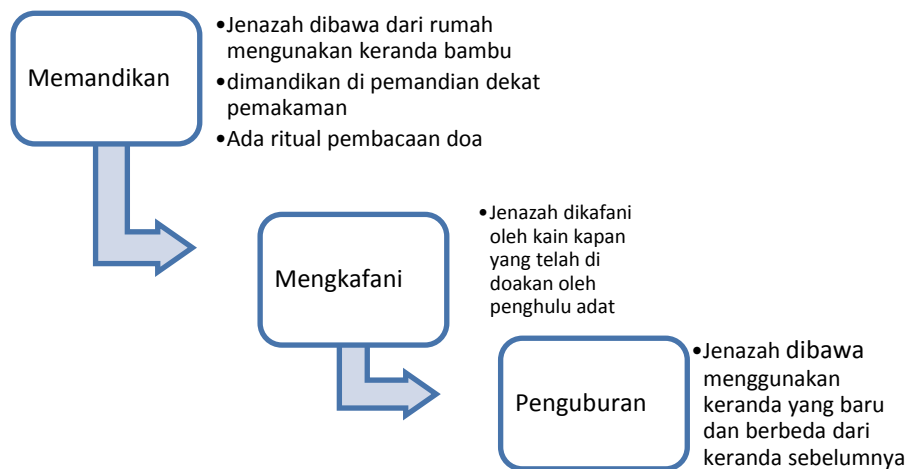 Memandikan
•Jenazah dibawa dari rumah
mengunakan keranda bambu
•dimandikan di pemandian dekat
pemakaman
•Ada ritual pembacaan doa
Mengkafani
•Jenazah dikafani
oleh kain kapan
yang telah di
doakan oleh
penghulu adat
Penguburan
•Jenazah dibawa
menggunakan
keranda yang baru
dan berbeda dari
keranda sebelumnya